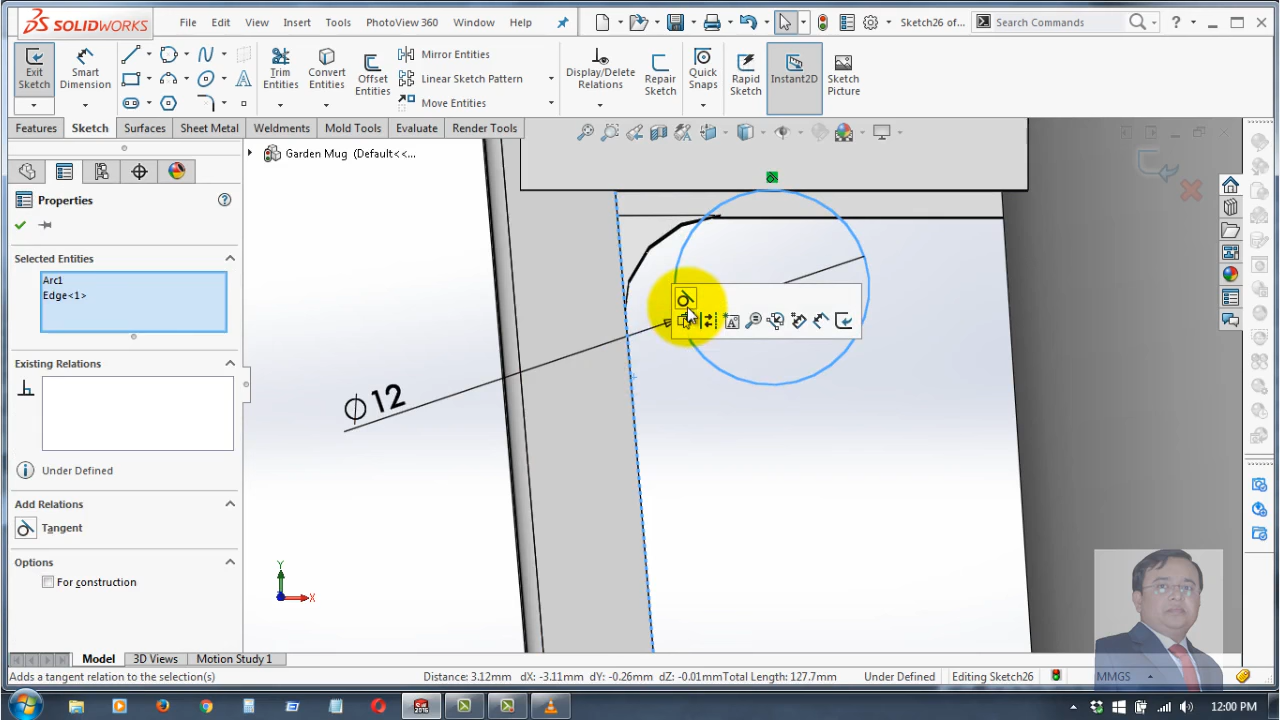 SOLIDWORKS File Edit View Insert Tools PhotoView 360 Window Help Sketch26 of... Search Commands ?
Exit Sketch
Smart Dimension
Trim Entities
Convert Entities
Offset Entities
Mirror Entities
Linear Sketch Pattern
Move Entities
Display/Delete Relations
Repair Sketch
Quick Snaps
Rapid Sketch
Instant2D
Sketch Picture
Features Sketch Surfaces Sheet Metal Weldments Mold Tools Evaluate Render Tools
Garden Mug (Default<<...
Properties
Selected Entities
Arc1
Edge<1>
Existing Relations
Under Defined
Add Relations
Tangent
Options
For construction
∅12
Y
X
Model 3D Views Motion Study 1
Adds a tangent relation to the selection(s) Distance: 3.12mm dX: -3.11mm dY: -0.26mm dZ: -0.01mm Total Length: 127.7mm Under Defined Editing Sketch26 MMGS
2016
12:00 PM